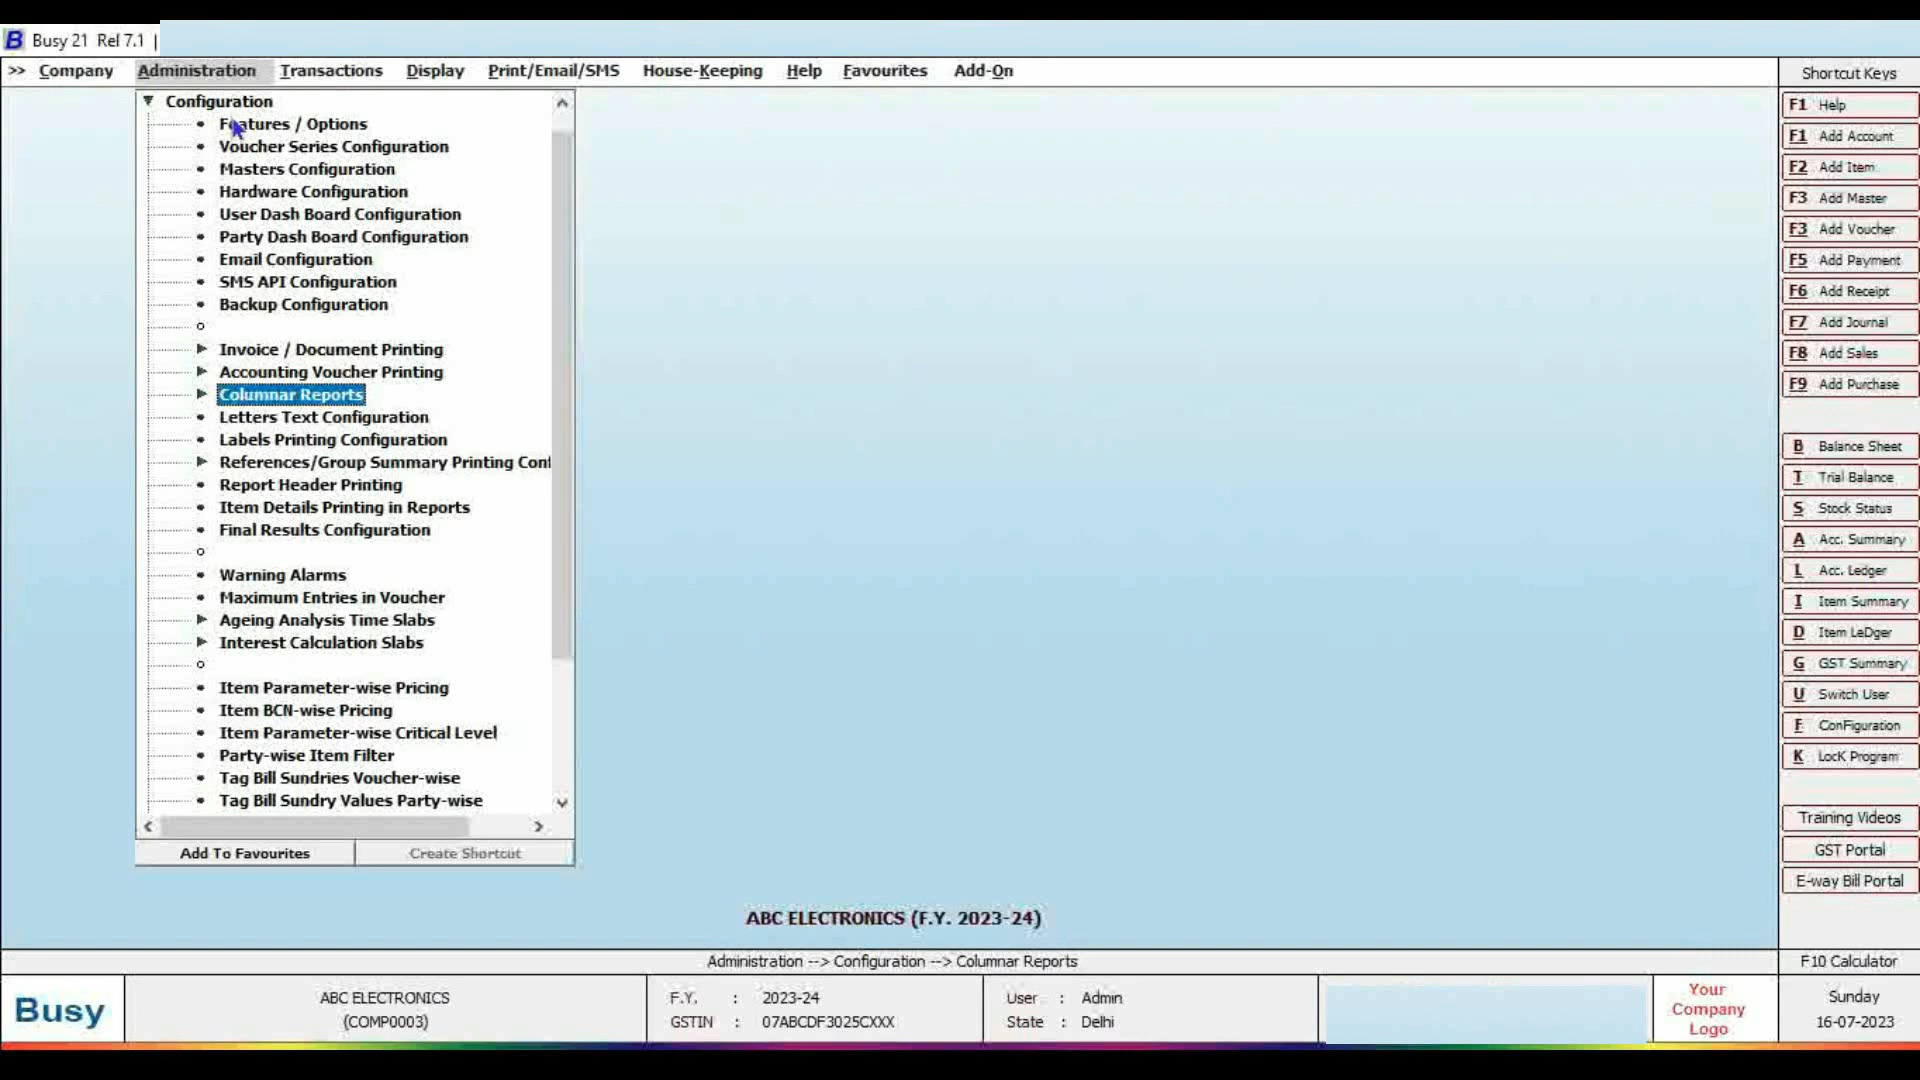 B Busy 21 Rel 7.1 |
>> Company Administration Transactions Display Print/Email/SMS House-Keeping Help Favourites Add-On
Configuration
Features / Options
Voucher Series Configuration
Masters Configuration
Hardware Configuration
User Dash Board Configuration
Party Dash Board Configuration
Email Configuration
SMS API Configuration
Backup Configuration
Invoice / Document Printing
Accounting Voucher Printing
Columnar Reports
Letters Text Configuration
Labels Printing Configuration
References/Group Summary Printing Conf
Report Header Printing
Item Details Printing in Reports
Final Results Configuration
Warning Alarms
Maximum Entries in Voucher
Ageing Analysis Time Slabs
Interest Calculation Slabs
Item Parameter-wise Pricing
Item BCN-wise Pricing
Item Parameter-wise Critical Level
Party-wise Item Filter
Tag Bill Sundries Voucher-wise
Tag Bill Sundry Values Party-wise
Add To Favourites Create Shortcut
Shortcut Keys
F1 Help
F1 Add Account
F2 Add Item
F3 Add Master
F3 Add Voucher
F5 Add Payment
F6 Add Receipt
F7 Add Journal
F8 Add Sales
F9 Add Purchase
B Balance Sheet
T Trial Balance
S Stock Status
A Acc. Summary
L Acc. Ledger
I Item Summary
D Item LeDger
G GST Summary
U Switch User
F ConFiguration
K LocK Program
Training Videos
GST Portal
E-way Bill Portal
ABC ELECTRONICS (F.Y. 2023-24)
Administration --> Configuration --> Columnar Reports
F10 Calculator
Busy
ABC ELECTRONICS
(COMP0003)
F.Y. : 2023-24
GSTIN : 07ABCDF3025CXXX
User : Admin
State : Delhi
Your
Company
Logo
Sunday
16-07-2023